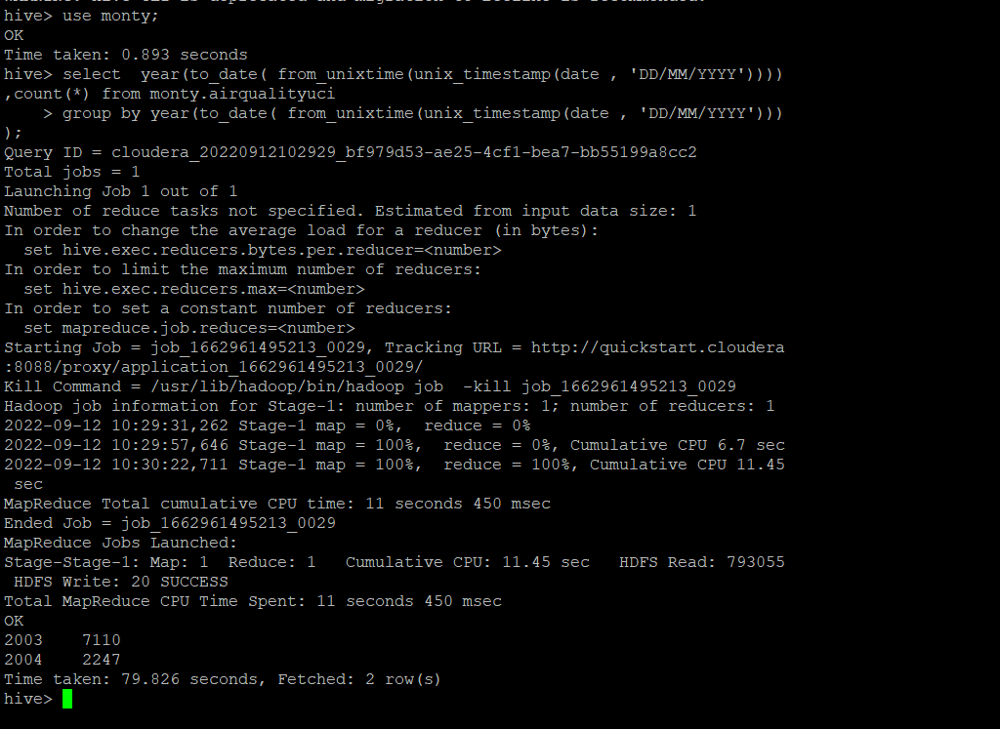 hive> use monty;
OK
Time taken: 0.893 seconds
hive> select  year(to_date( from_unixtime(unix_timestamp(date , 'DD/MM/YYYY'))))
,count(*) from monty.airqualityuci
    > group by year(to_date( from_unixtime(unix_timestamp(date , 'DD/MM/YYYY')))
);
Query ID = cloudera_20220912102929_bf979d53-ae25-4cf1-bea7-bb55199a8cc2
Total jobs = 1
Launching Job 1 out of 1
Number of reduce tasks not specified. Estimated from input data size: 1
In order to change the average load for a reducer (in bytes):
  set hive.exec.reducers.bytes.per.reducer=<number>
In order to limit the maximum number of reducers:
  set hive.exec.reducers.max=<number>
In order to set a constant number of reducers:
  set mapreduce.job.reduces=<number>
Starting Job = job_1662961495213_0029, Tracking URL = http://quickstart.cloudera
:8088/proxy/application_1662961495213_0029/
Kill Command = /usr/lib/hadoop/bin/hadoop job  -kill job_1662961495213_0029
Hadoop job information for Stage-1: number of mappers: 1; number of reducers: 1
2022-09-12 10:29:31,262 Stage-1 map = 0%,  reduce = 0%
2022-09-12 10:29:57,646 Stage-1 map = 100%,  reduce = 0%, Cumulative CPU 6.7 sec
2022-09-12 10:30:22,711 Stage-1 map = 100%,  reduce = 100%, Cumulative CPU 11.45
 sec
MapReduce Total cumulative CPU time: 11 seconds 450 msec
Ended Job = job_1662961495213_0029
MapReduce Jobs Launched:
Stage-Stage-1: Map: 1  Reduce: 1   Cumulative CPU: 11.45 sec   HDFS Read: 793055
 HDFS Write: 20 SUCCESS
Total MapReduce CPU Time Spent: 11 seconds 450 msec
OK
2003    7110
2004    2247
Time taken: 79.826 seconds, Fetched: 2 row(s)
hive>